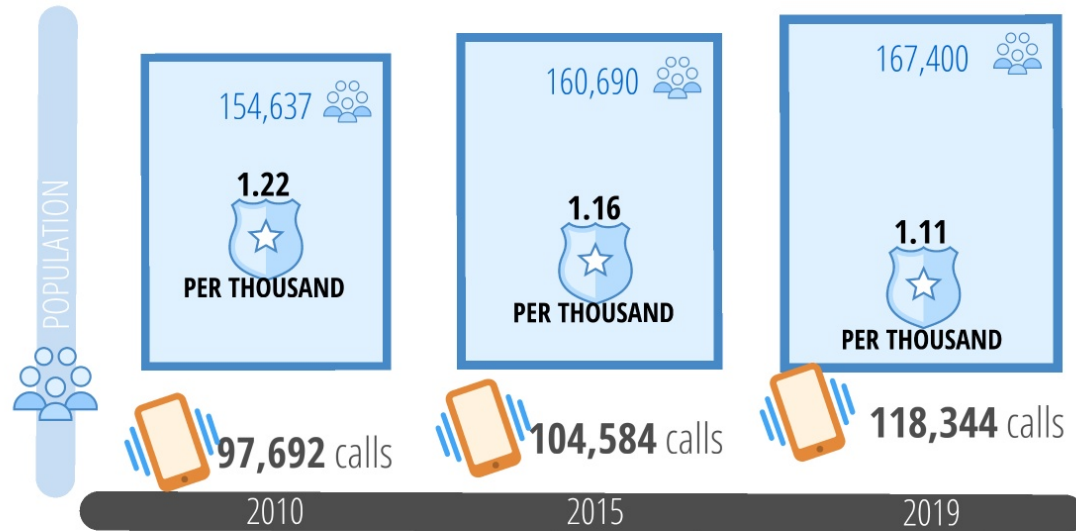 POPULATION
154,637
1.22
PER THOUSAND
97,692 calls
2010
160,690
1.16
PER THOUSAND
104,584 calls
2015
167,400
1.11
PER THOUSAND
118,344 calls
2019